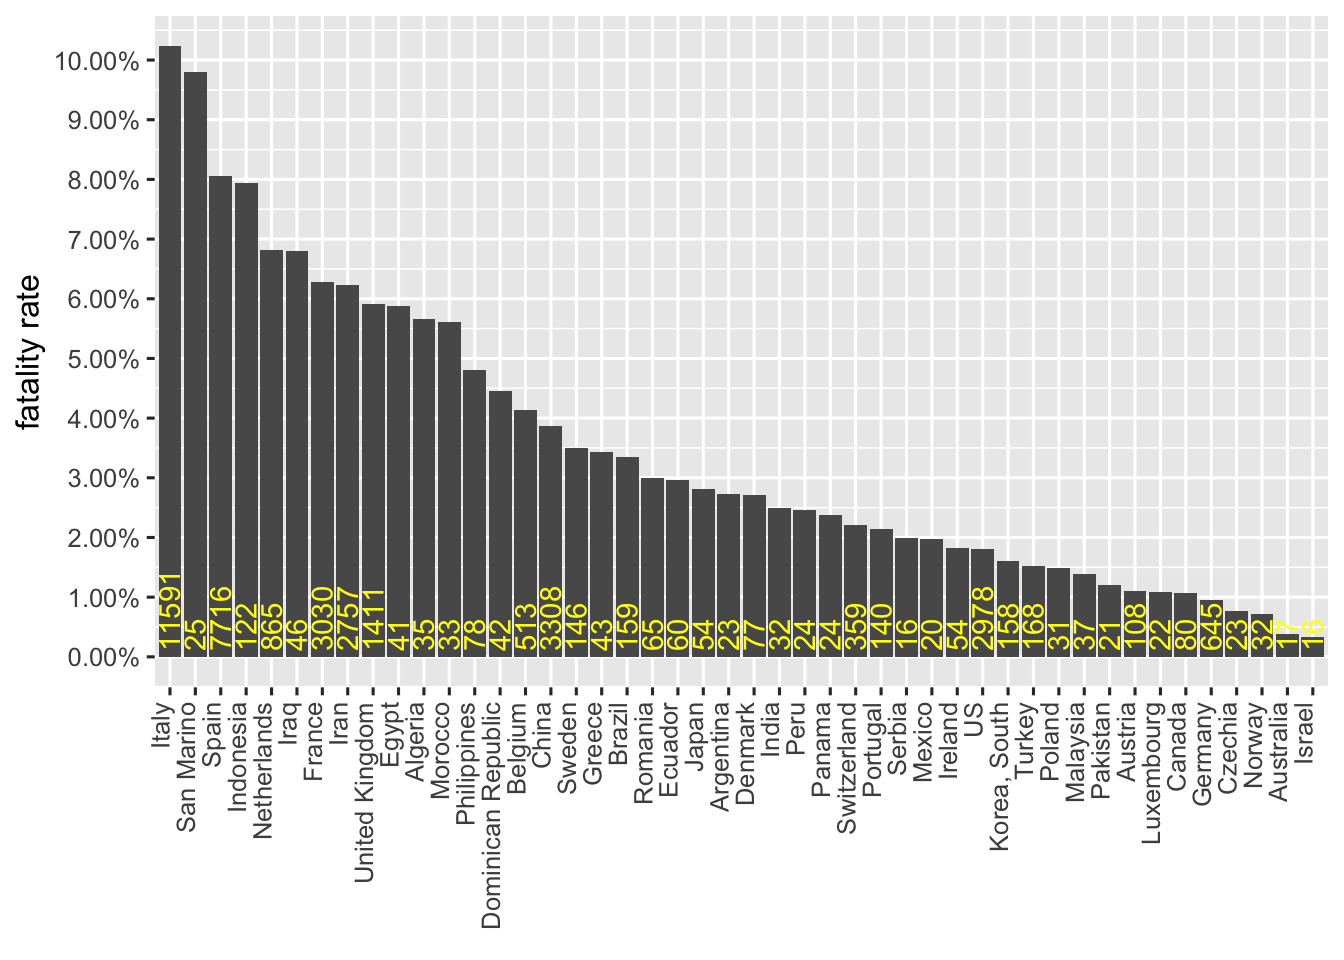 fatality rate
10.00%
9.00%
8.00%
7.00%
6.00%
5.00%
4.00%
3.00%
2.00%
1.00%
0.00%
11591
25
7716
122
865
46
3030
2757
1411
41
35
33
78
42
513
3308
146
43
159
65
60
54
23
77
32
24
24
359
140
16
20
54
2978
158
168
31
37
21
108
22
80
645
23
32
17
16
Italy
San Marino
Spain
Indonesia
Netherlands
Iraq
France
Iran
United Kingdom
Egypt
Algeria
Morocco
Philippines
Dominican Republic
Belgium
China
Sweden
Greece
Brazil
Romania
Ecuador
Japan
Argentina
Denmark
India
Peru
Panama
Switzerland
Portugal
Serbia
Mexico
Ireland
US
Korea, South
Turkey
Poland
Malaysia
Pakistan
Austria
Luxembourg
Canada
Germany
Czechia
Norway
Australia
Israel